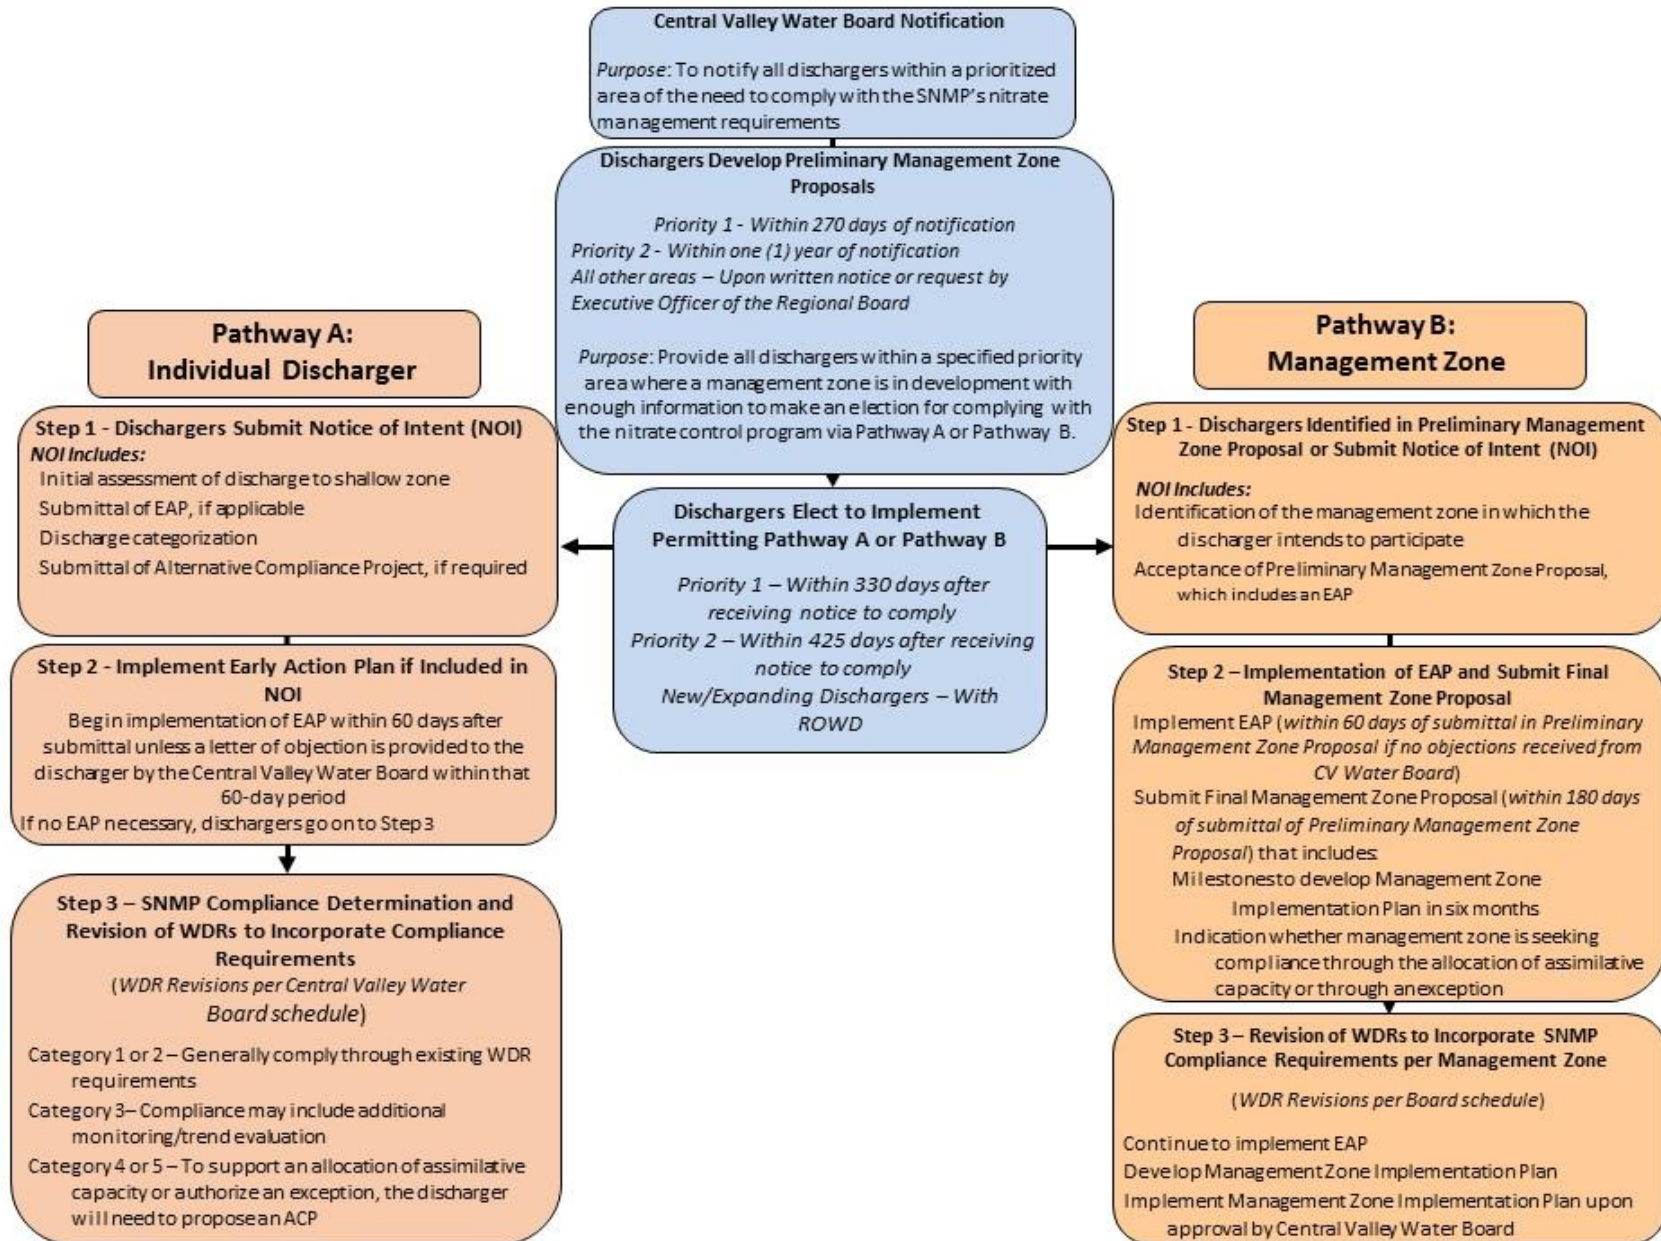 Central Valley Water Board Notification
Purpose: To notify all dischargers within a prioritized
area of the need to comply with the SNMP's nitrate
management requirements
Dischargers Develop Preliminary Management Zone
Proposals
Priority 1 - Within 270 days of notification
Priority 2 - Within one (1) year of notification
All other areas – Upon written notice or request by
Executive Officer of the Regional Board
Purpose: Provide all dischargers within a specified priority
area where a management zone is in development with
enough information to make an election for complying with
the nitrate control program via Pathway A or Pathway B.
Dischargers Elect to Implement
Permitting Pathway A or Pathway B
Priority 1 – Within 330 days after
receiving notice to comply
Priority 2 – Within 425 days after receiving
notice to comply
New/Expanding Dischargers – With
ROWD
Pathway A:
Individual Discharger
Step 1 - Dischargers Submit Notice of Intent (NOI)
NOI Includes:
Initial assessment of discharge to shallow zone
Submittal of EAP, if applicable
Discharge categorization
Submittal of Alternative Compliance Project, if required
Step 2 - Implement Early Action Plan if Included in
NOI
Begin implementation of EAP within 60 days after
submittal unless a letter of objection is provided to the
discharger by the Central Valley Water Board within that
60-day period
If no EAP necessary, dischargers go on to Step 3
Step 3 – SNMP Compliance Determination and
Revision of WDRs to Incorporate Compliance
Requirements
(WDR Revisions per Central Valley Water
Board schedule)
Category 1 or 2 – Generally comply through existing WDR
requirements
Category 3– Compliance may include additional
monitoring/trend evaluation
Category 4 or 5 – To support an allocation of assimilative
capacity or authorize an exception, the discharger
will need to propose an ACP
Pathway B:
Management Zone
Step 1 - Dischargers Identified in Preliminary Management
Zone Proposal or Submit Notice of Intent (NOI)
NOI Includes:
Identification of the management zone in which the
discharger intends to participate
Acceptance of Preliminary Management Zone Proposal,
which includes an EAP
Step 2 – Implementation of EAP and Submit Final
Management Zone Proposal
Implement EAP (within 60 days of submittal in Preliminary
Management Zone Proposal if no objections received from
CV Water Board)
Submit Final Management Zone Proposal (within 180 days
of submittal of Preliminary Management Zone
Proposal) that includes:
Milestones to develop Management Zone
Implementation Plan in six months
Indication whether management zone is seeking
compliance through the allocation of assimilative
capacity or through an exception
Step 3 – Revision of WDRs to Incorporate SNMP
Compliance Requirements per Management Zone
(WDR Revisions per Board schedule)
Continue to implement EAP
Develop Management Zone Implementation Plan
Implement Management Zone Implementation Plan upon
approval by Central Valley Water Board